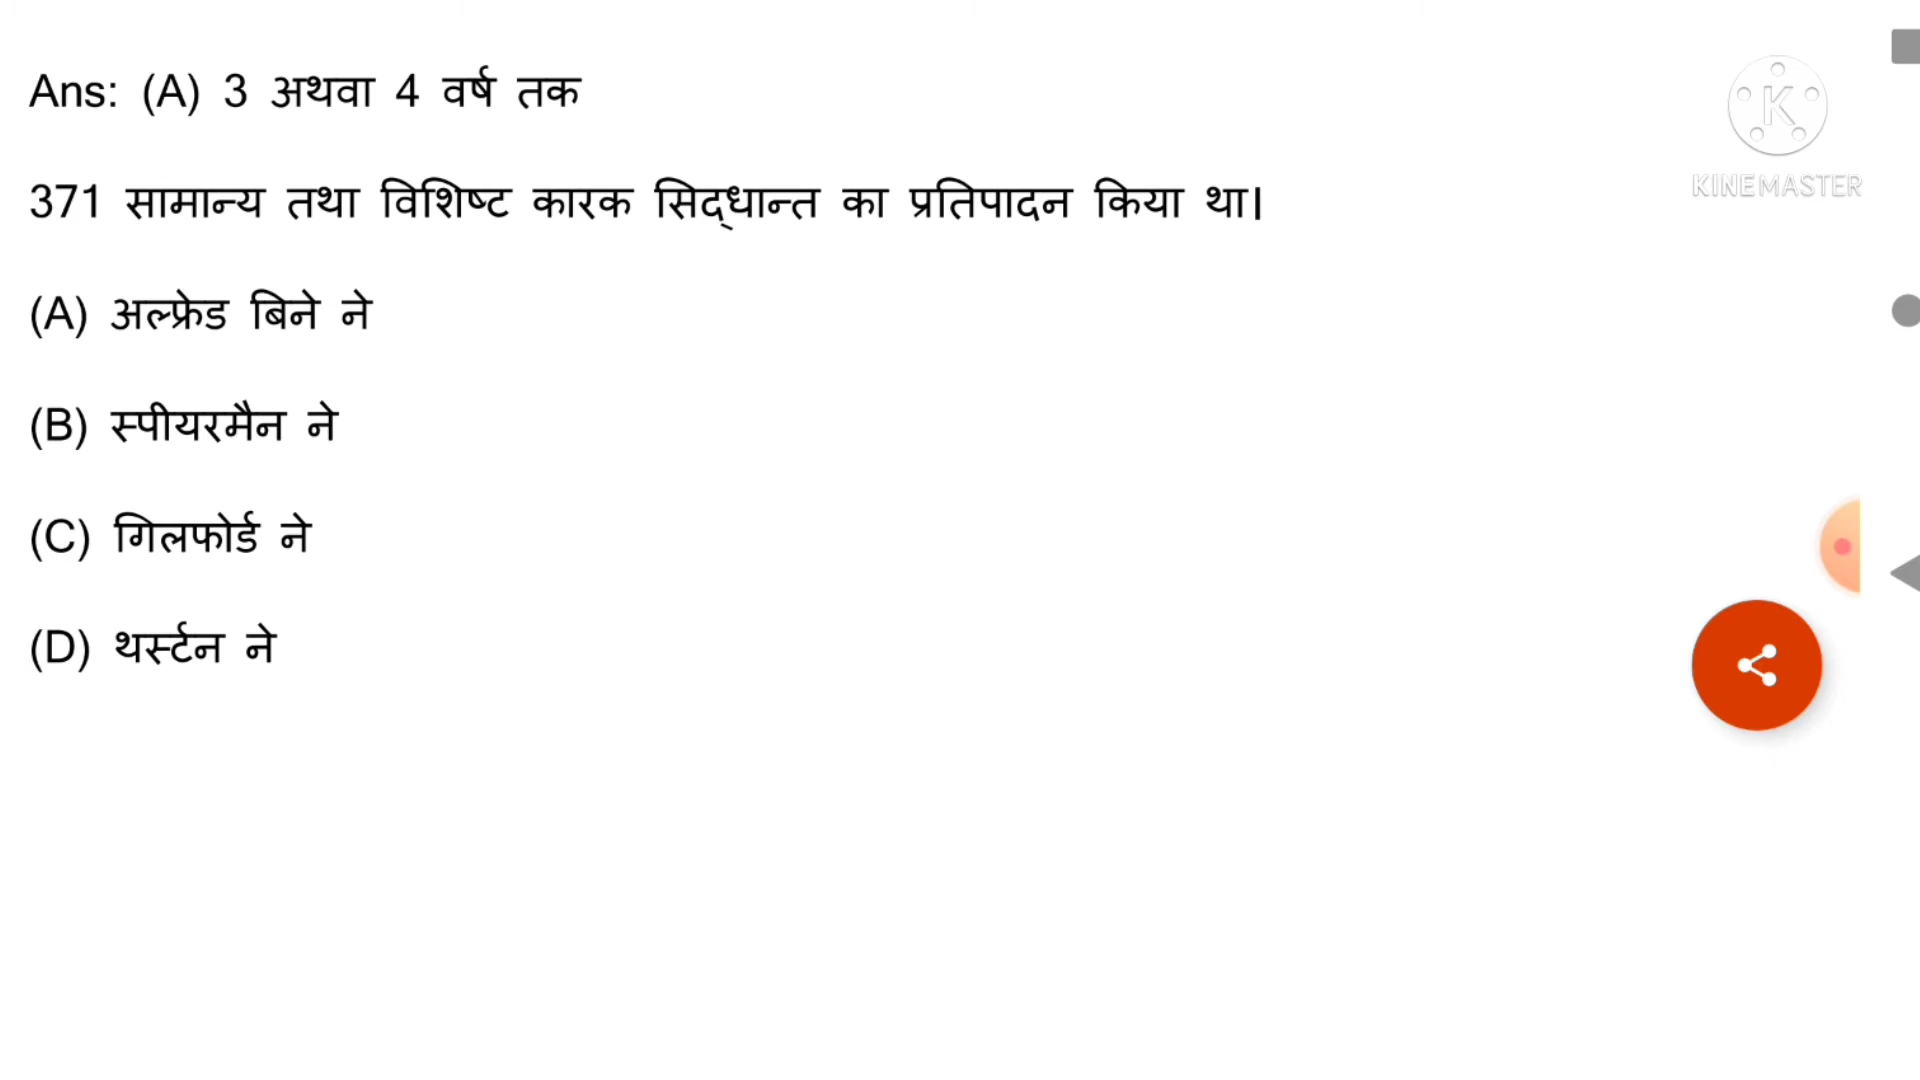 Ans: (A) 3 अथवा 4 वर्ष तक
371 सामान्य तथा विशिष्ट कारक सिद्धान्त का प्रतिपादन किया था।
(A) अल्फ्रेड बिने ने
(B) स्पीयरमैन ने
(C) गिलफोर्ड ने
(D) थर्स्टन ने
K
KINEMASTER